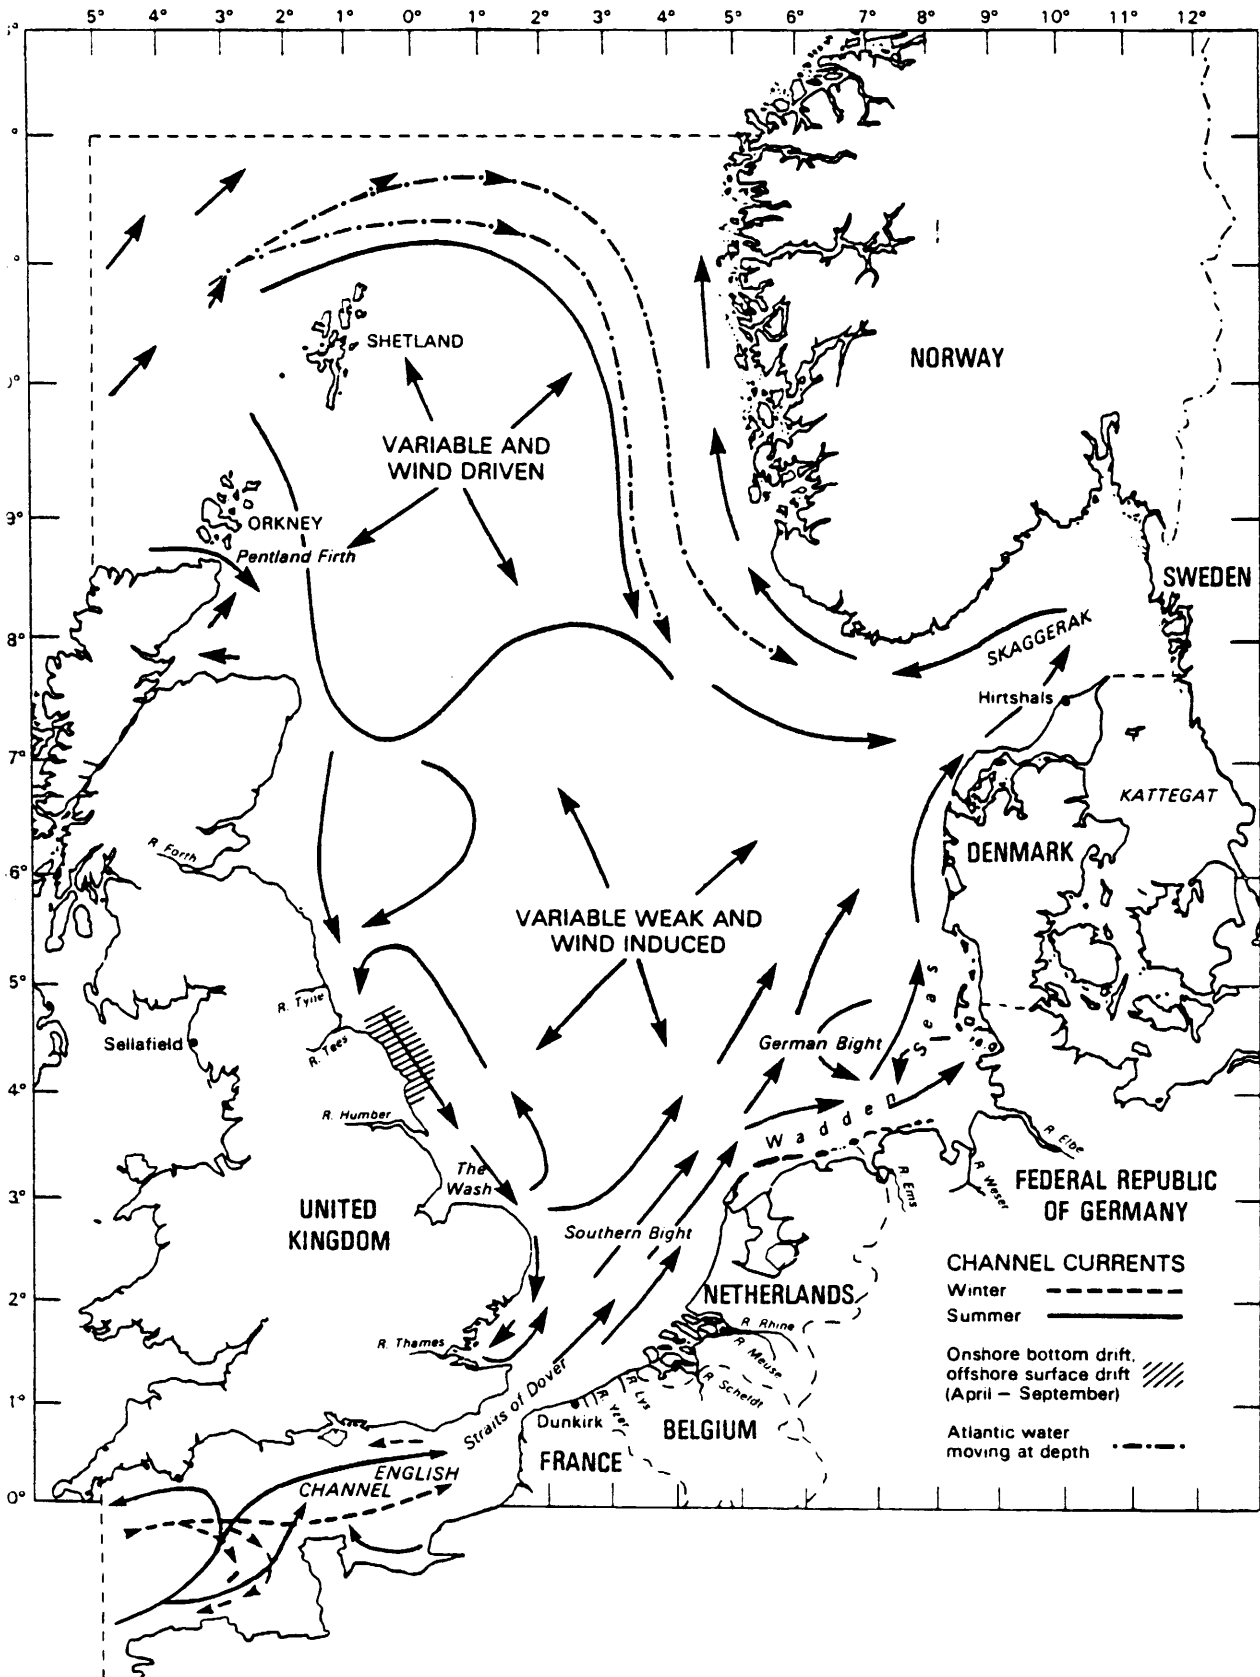 5° 4° 3° 2° 1° 0° 1° 2° 3° 4° 5° 6° 7° 8° 9° 10° 11° 12°
SHETLAND
NORWAY
VARIABLE AND
WIND DRIVEN
ORKNEY
Pentland Firth
SWEDEN
8°
SKAGGERAK
Hirtshals
7°
KATTEGAT
R. Forth
DENMARK
6°
VARIABLE WEAK AND
WIND INDUCED
5°
R. Tyne
Sellafield
R. Tees
German Bight
Wadden Seas
4°
R. Humber
R. Elbe
The
Wash
R. Ems
R. Weser
FEDERAL REPUBLIC
OF GERMANY
3°
UNITED
KINGDOM
Southern Bight
CHANNEL CURRENTS
Winter
Summer
NETHERLANDS
2°
R. Rhine
R. Thames
R. Meuse
Onshore bottom drift,
offshore surface drift
(April – September)
R. Scheldt
R. Lys
R. Yzer
1°
Straits of Dover
Dunkirk
BELGIUM
FRANCE
Atlantic water
moving at depth
ENGLISH
CHANNEL
0°